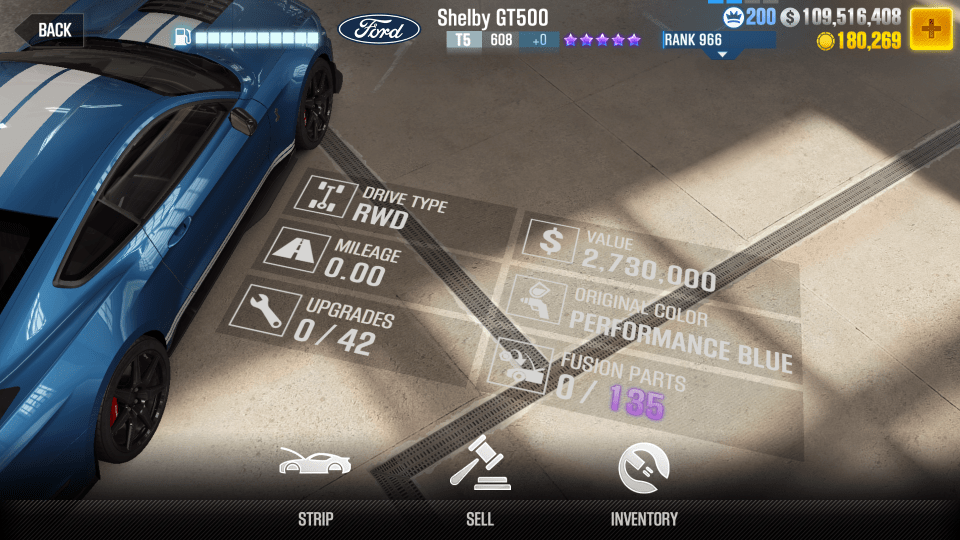 BACK
Ford
Shelby GT500
T5 608 +0
200 109,516,408
RANK 966
180,269
DRIVE TYPE
RWD
MILEAGE
0.00
UPGRADES
0 / 42
VALUE
2,730,000
ORIGINAL COLOR
PERFORMANCE BLUE
FUSION PARTS
0 / 135
STRIP
SELL
INVENTORY